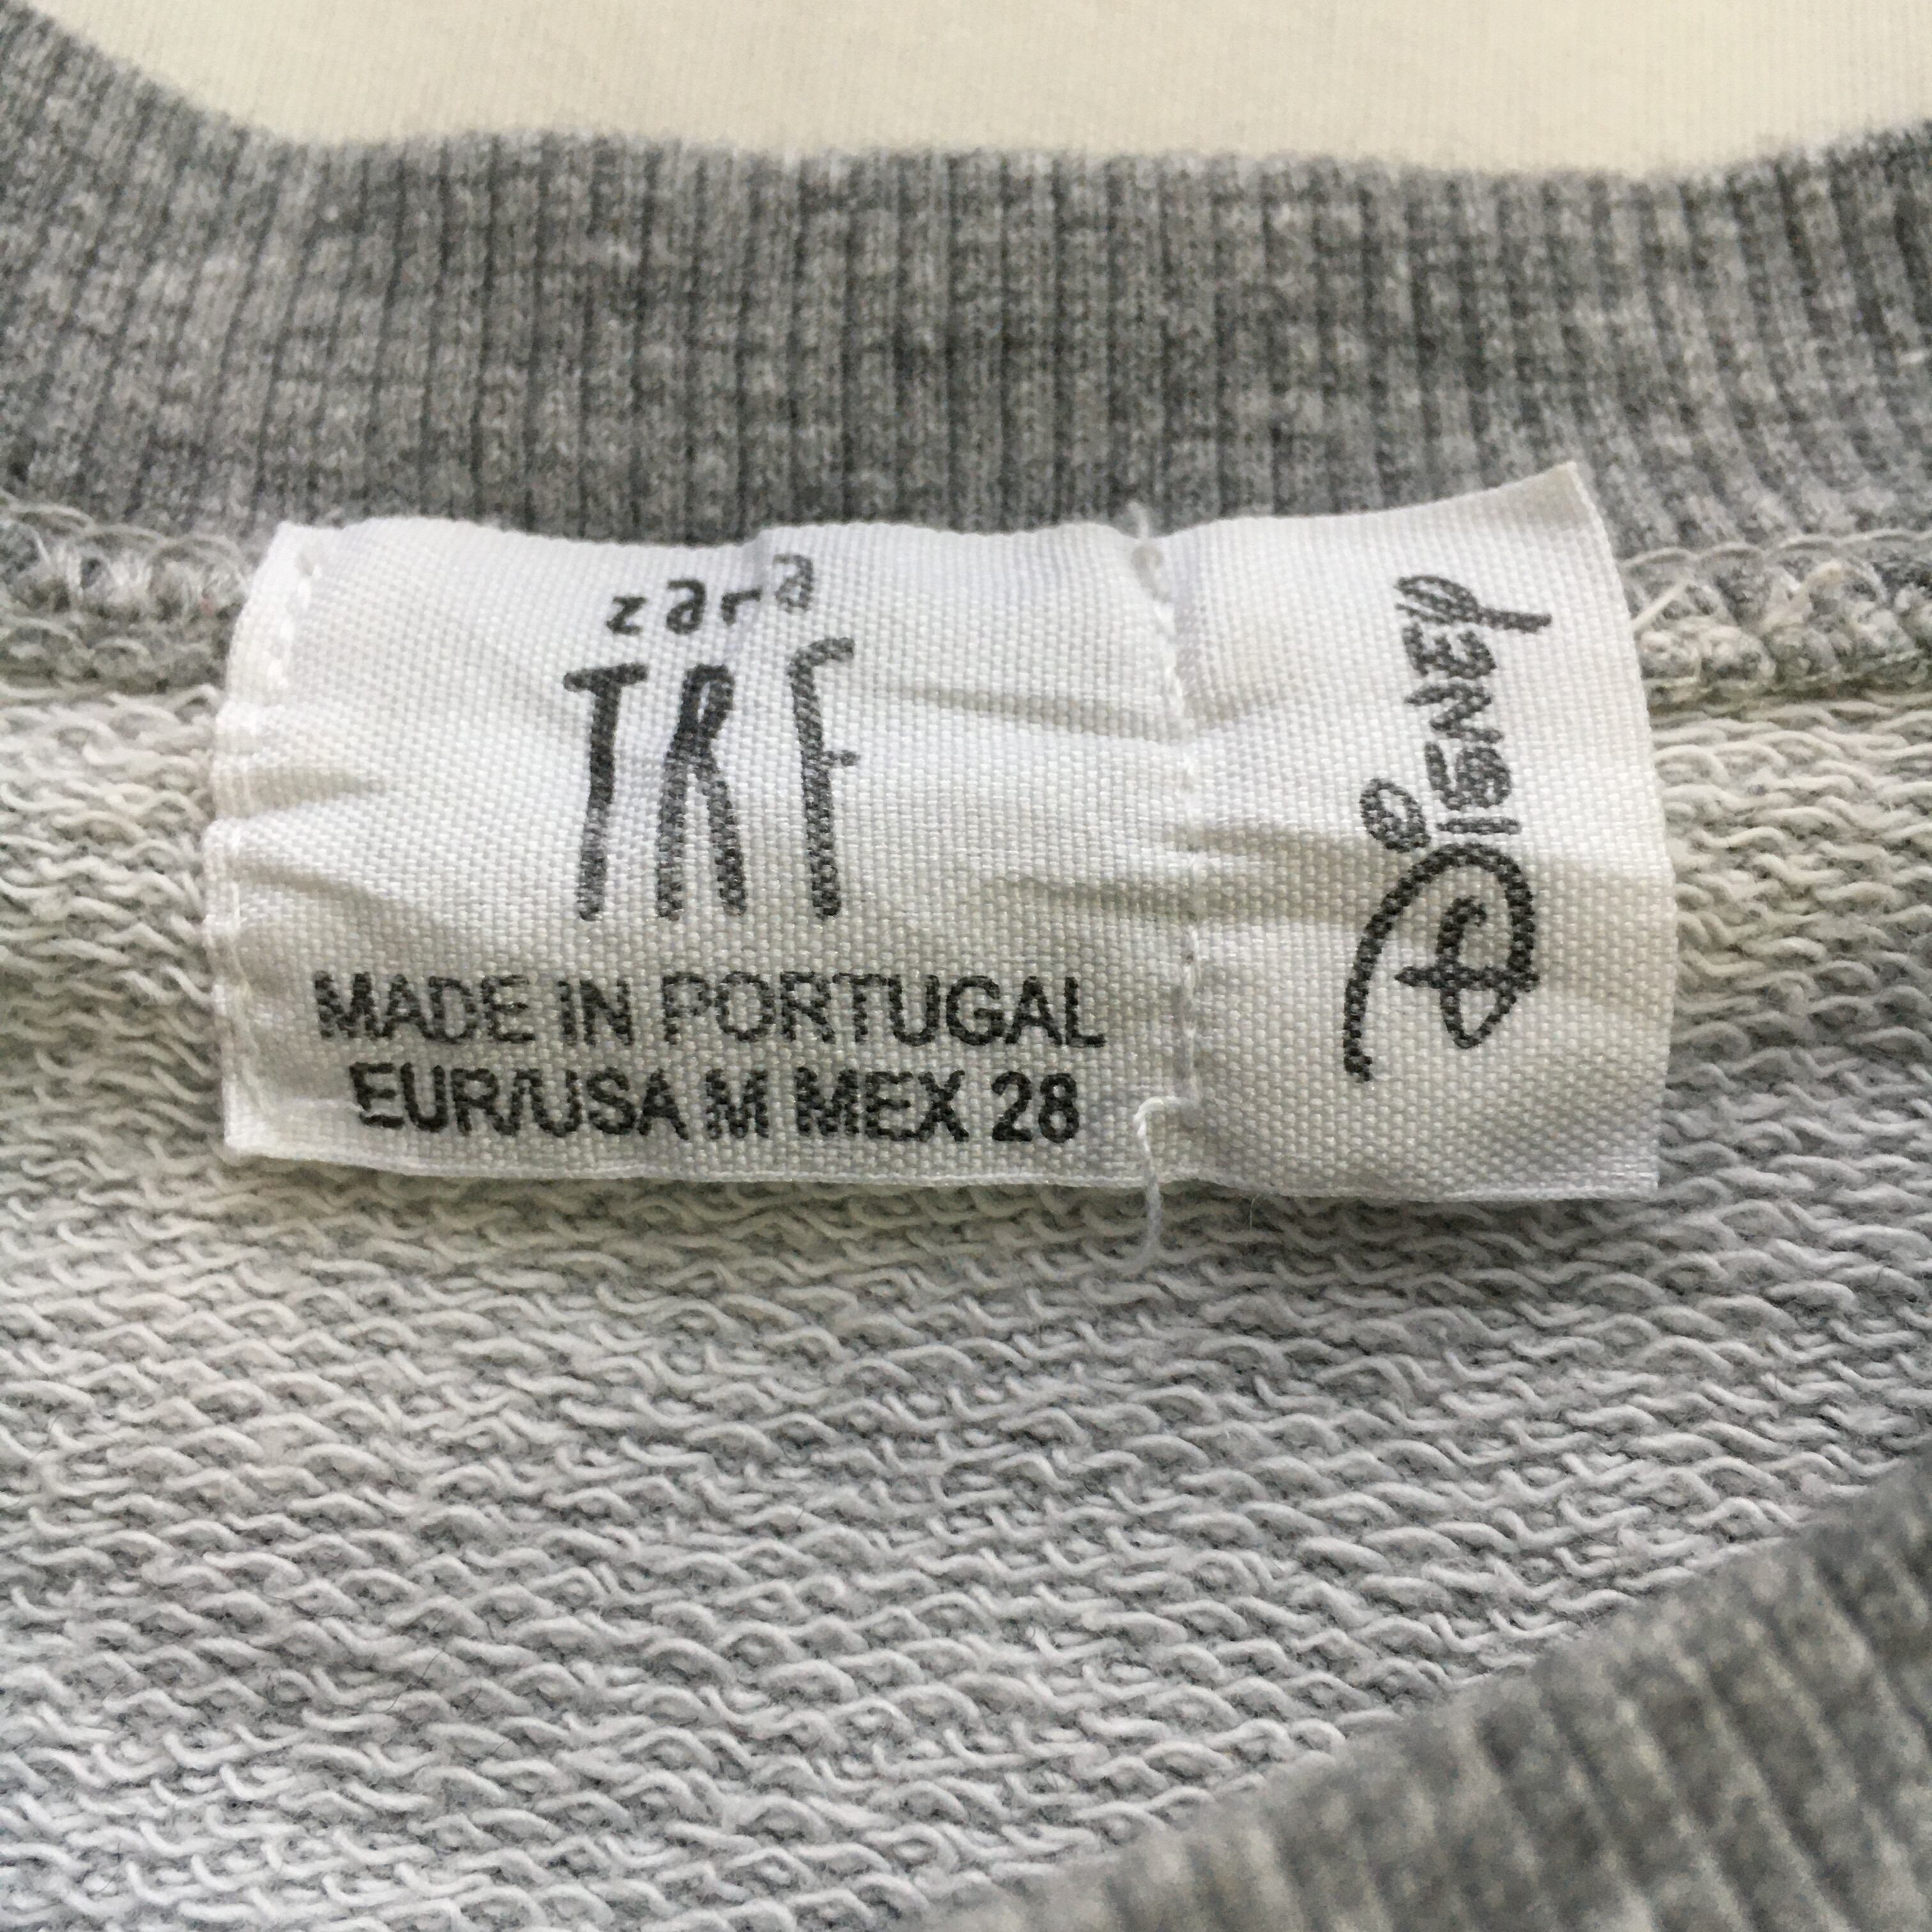 zara
TRF
MADE IN PORTUGAL
EUR/USA M MEX 28
©Disney